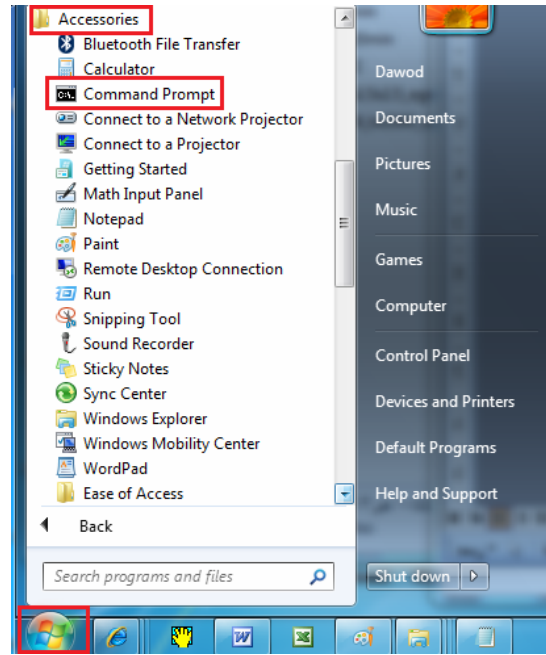 Accessories
Bluetooth File Transfer
Calculator
Command Prompt
Connect to a Network Projector
Connect to a Projector
Getting Started
Math Input Panel
Notepad
Paint
Remote Desktop Connection
Run
Snipping Tool
Sound Recorder
Sticky Notes
Sync Center
Windows Explorer
Windows Mobility Center
WordPad
Ease of Access
Back
Search programs and files
Dawod
Documents
Pictures
Music
Games
Computer
Control Panel
Devices and Printers
Default Programs
Help and Support
Shut down